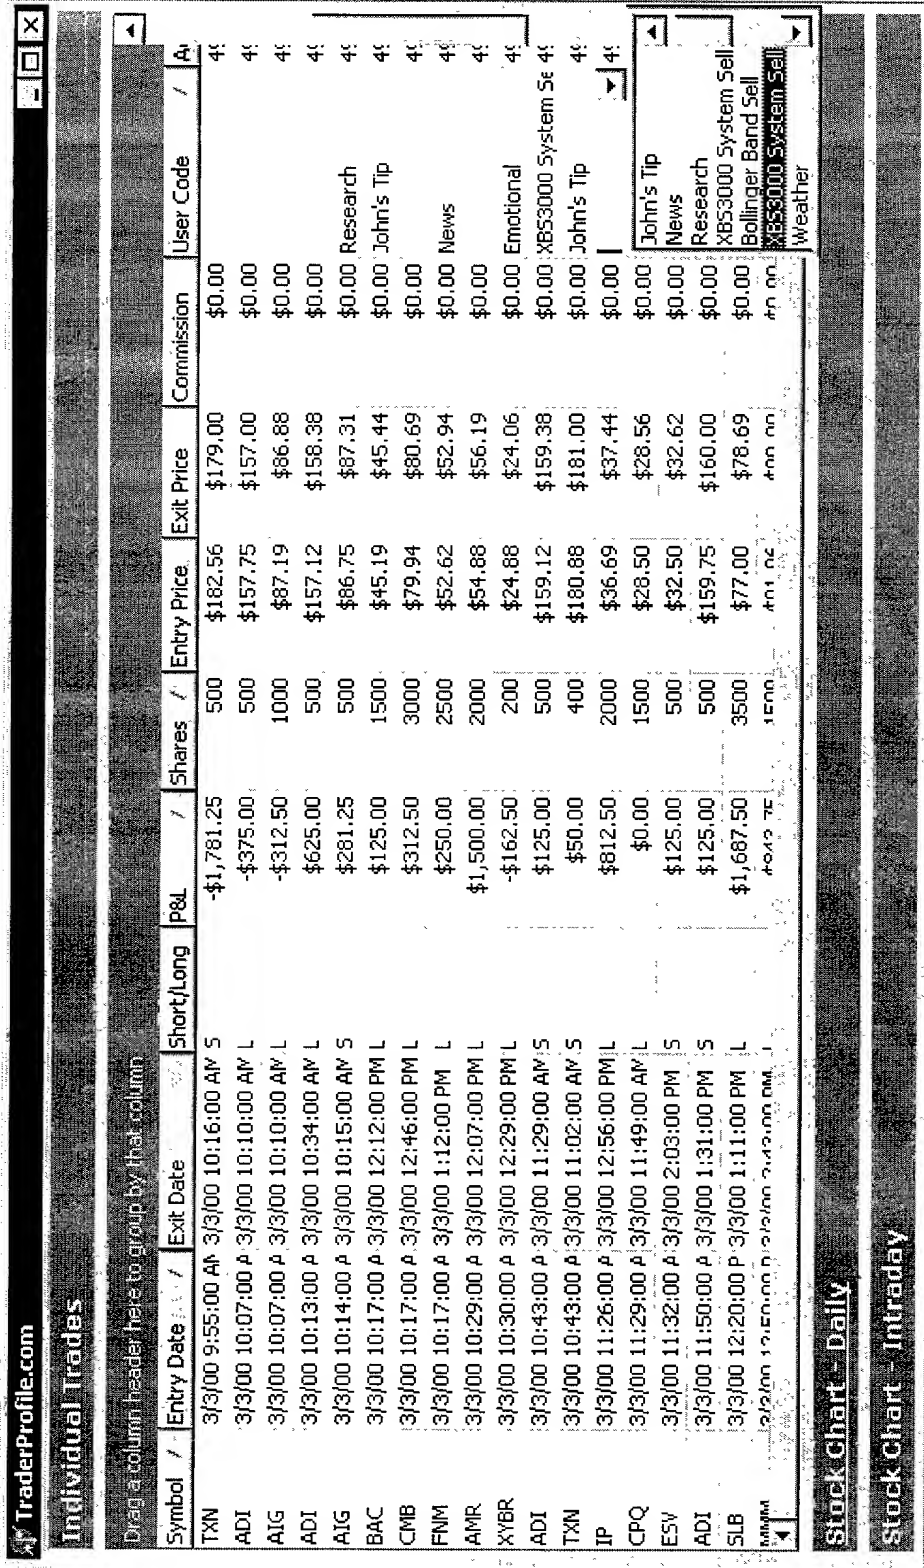 TraderProfile.com
Individual Trades
Drag a column header here to group by that column
Symbol / Entry Date / Exit Date Short/Long P&L / Shares / Entry Price Exit Price Commission User Code / A
TXN 3/3/00 9:55:00 AM 3/3/00 10:16:00 AM S -$1,781.25 500 $182.56 $179.00 $0.00 49
ADI 3/3/00 10:07:00 A 3/3/00 10:10:00 AM L -$375.00 500 $157.75 $157.00 $0.00 49
AIG 3/3/00 10:07:00 A 3/3/00 10:10:00 AM L -$312.50 1000 $87.19 $86.88 $0.00 49
ADI 3/3/00 10:13:00 A 3/3/00 10:34:00 AM L $625.00 500 $157.12 $158.38 $0.00 49
AIG 3/3/00 10:14:00 A 3/3/00 10:15:00 AM S $281.25 500 $86.75 $87.31 $0.00 Research 49
BAC 3/3/00 10:17:00 A 3/3/00 12:12:00 PM L $125.00 1500 $45.19 $45.44 $0.00 John's Tip 49
CMB 3/3/00 10:17:00 A 3/3/00 12:46:00 PM L $312.50 3000 $79.94 $80.69 $0.00 49
FNM 3/3/00 10:17:00 A 3/3/00 1:12:00 PM L $250.00 2500 $52.62 $52.94 $0.00 News 49
AMR 3/3/00 10:29:00 A 3/3/00 12:07:00 PM L $1,500.00 2000 $54.88 $56.19 $0.00 49
XYBR 3/3/00 10:30:00 A 3/3/00 12:29:00 PM L -$162.50 200 $24.88 $24.06 $0.00 Emotional 49
ADI 3/3/00 10:43:00 A 3/3/00 11:29:00 AM S $125.00 500 $159.12 $159.38 $0.00 XBS3000 System Se 49
TXN 3/3/00 10:43:00 A 3/3/00 11:02:00 AM S $50.00 400 $180.88 $181.00 $0.00 John's Tip 49
IP 3/3/00 11:26:00 A 3/3/00 12:56:00 PM L $812.50 2000 $36.69 $37.44 $0.00 49
CPQ 3/3/00 11:29:00 A 3/3/00 11:49:00 AM L $0.00 1500 $28.50 $28.56 $0.00 John's Tip
ESV 3/3/00 11:32:00 A 3/3/00 2:03:00 PM S $125.00 500 $32.50 $32.62 $0.00 News
ADI 3/3/00 11:50:00 A 3/3/00 1:31:00 PM S $125.00 500 $159.75 $160.00 $0.00 Research
XBS3000 System Sell
SLB 3/3/00 12:20:00 P 3/3/00 1:11:00 PM L $1,687.50 3500 $77.00 $78.69 $0.00 Bollinger Band Sell
XBS3000 System Sell
Weather
Stock Chart - Daily
Stock Chart - Intraday